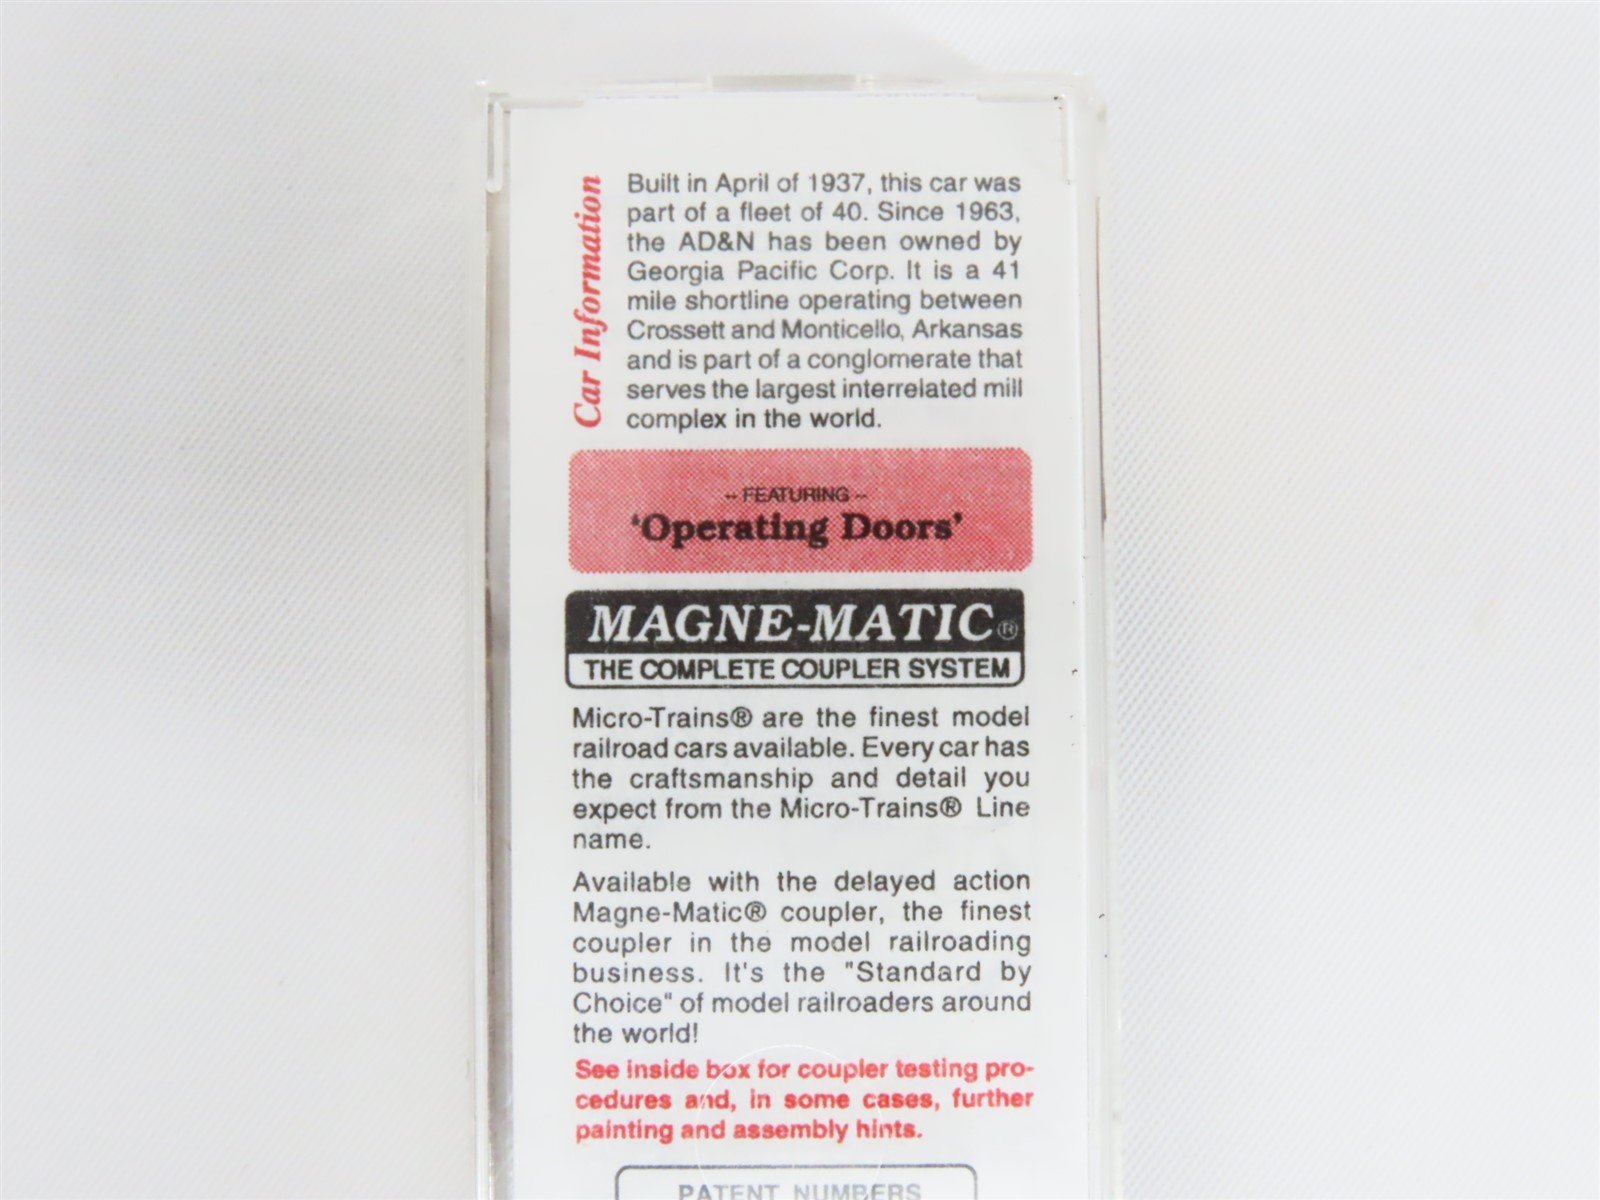 Car Information
Built in April of 1937, this car was
part of a fleet of 40. Since 1963,
the AD&N has been owned by
Georgia Pacific Corp. It is a 41
mile shortline operating between
Crossett and Monticello, Arkansas
and is part of a conglomerate that
serves the largest interrelated mill
complex in the world.
-- FEATURING --
'Operating Doors'
MAGNE-MATIC®
THE COMPLETE COUPLER SYSTEM
Micro-Trains® are the finest model
railroad cars available. Every car has
the craftsmanship and detail you
expect from the Micro-Trains® Line
name.
Available with the delayed action
Magne-Matic® coupler, the finest
coupler in the model railroading
business. It's the "Standard by
Choice" of model railroaders around
the world!
See inside box for coupler testing pro-
cedures and, in some cases, further
painting and assembly hints.
PATENT NUMBERS